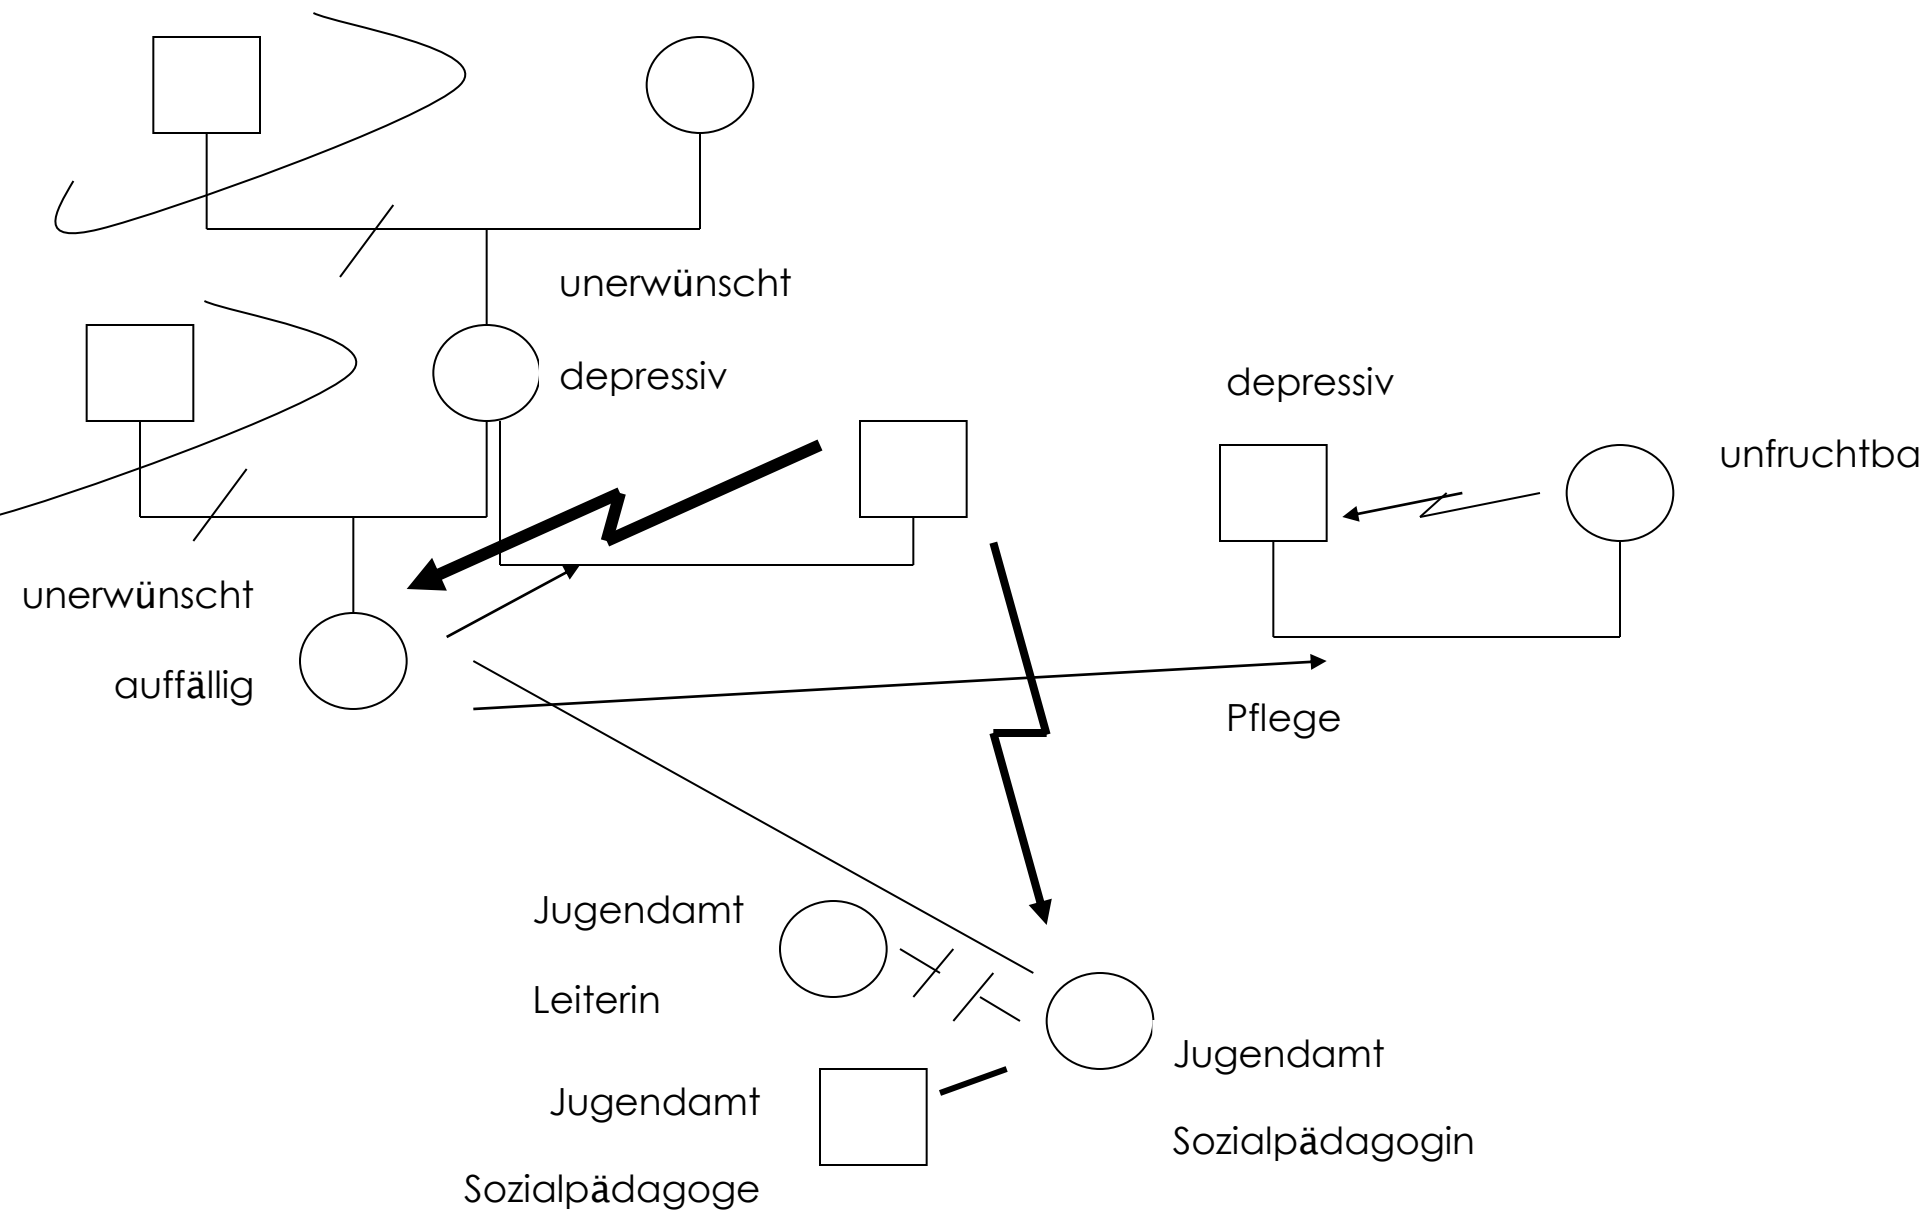 unerwünscht
depressiv
depressiv
unfruchtba
unerwünscht
auffällig
Pflege
Jugendamt
Leiterin
Jugendamt
Sozialpädagogin
Jugendamt
Sozialpädagoge